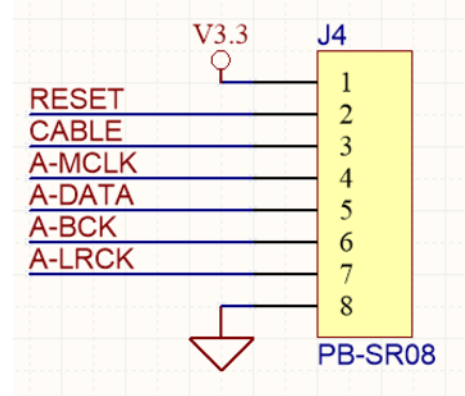 V3.3
J4
1
RESET
2
CABLE
3
A-MCLK
4
A-DATA
5
A-BCK
6
A-LRCK
7
8
PB-SR08